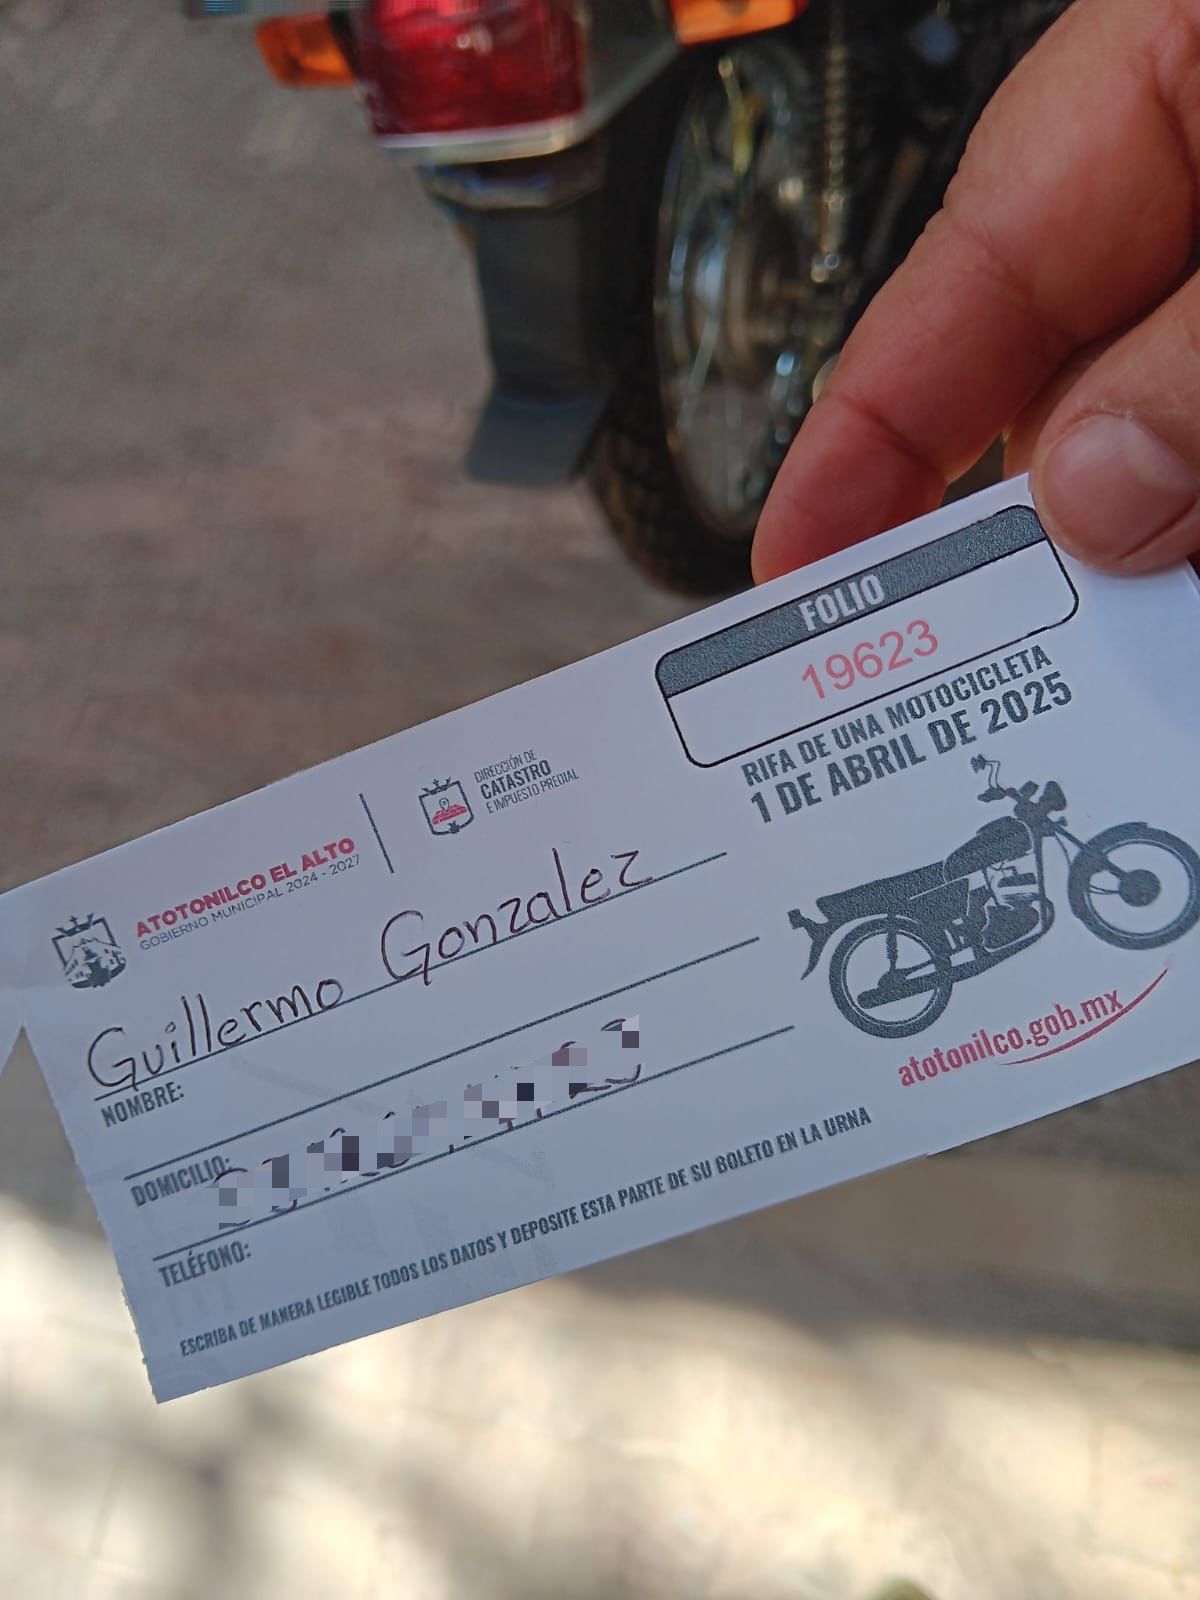 FOLIO
19623
RIFA DE UNA MOTOCICLETA
1 DE ABRIL DE 2025
DIRECCIÓN DE
CATASTRO
E IMPUESTO PREDIAL
ATOTONILCO EL ALTO
GOBIERNO MUNICIPAL 2024 - 2027
Guillermo Gonzalez
NOMBRE:
DOMICILIO:
TELÉFONO:
atotonilco.gob.mx
ESCRIBA DE MANERA LEGIBLE TODOS LOS DATOS Y DEPOSITE ESTA PARTE DE SU BOLETO EN LA URNA